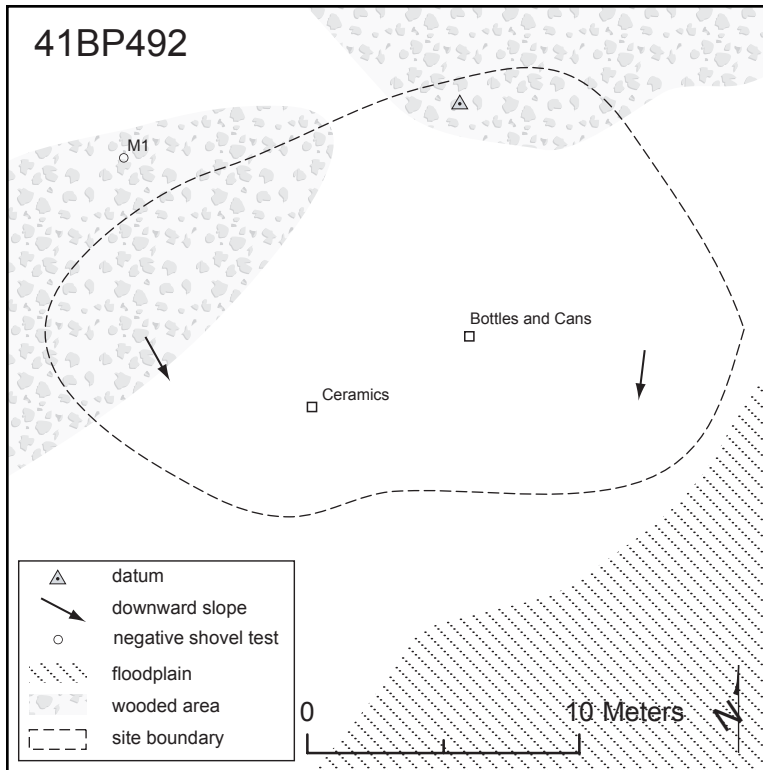 41BP492
M1
Bottles and Cans
Ceramics
datum
downward slope
negative shovel test
floodplain
wooded area
site boundary
0 10 Meters
N